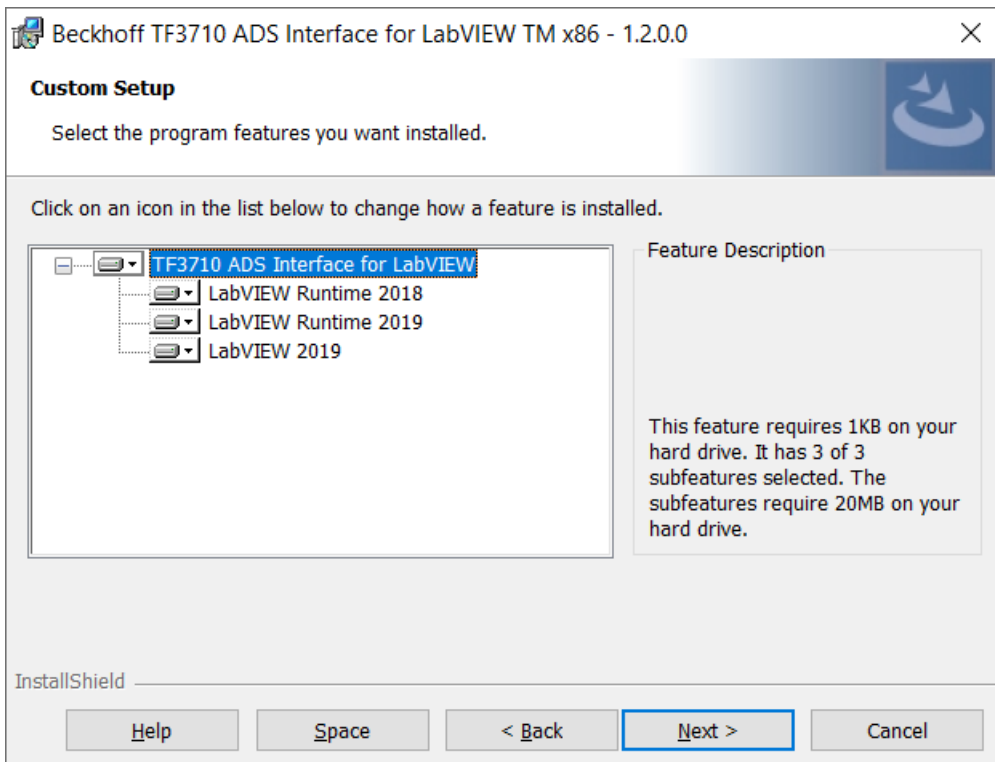 Beckhoff TF3710 ADS Interface for LabVIEW TM x86 - 1.2.0.0
Custom Setup
Select the program features you want installed.
Click on an icon in the list below to change how a feature is installed.
TF3710 ADS Interface for LabVIEW
LabVIEW Runtime 2018
LabVIEW Runtime 2019
LabVIEW 2019
Feature Description
This feature requires 1KB on your
hard drive. It has 3 of 3
subfeatures selected. The
subfeatures require 20MB on your
hard drive.
InstallShield
Help
Space
< Back
Next >
Cancel